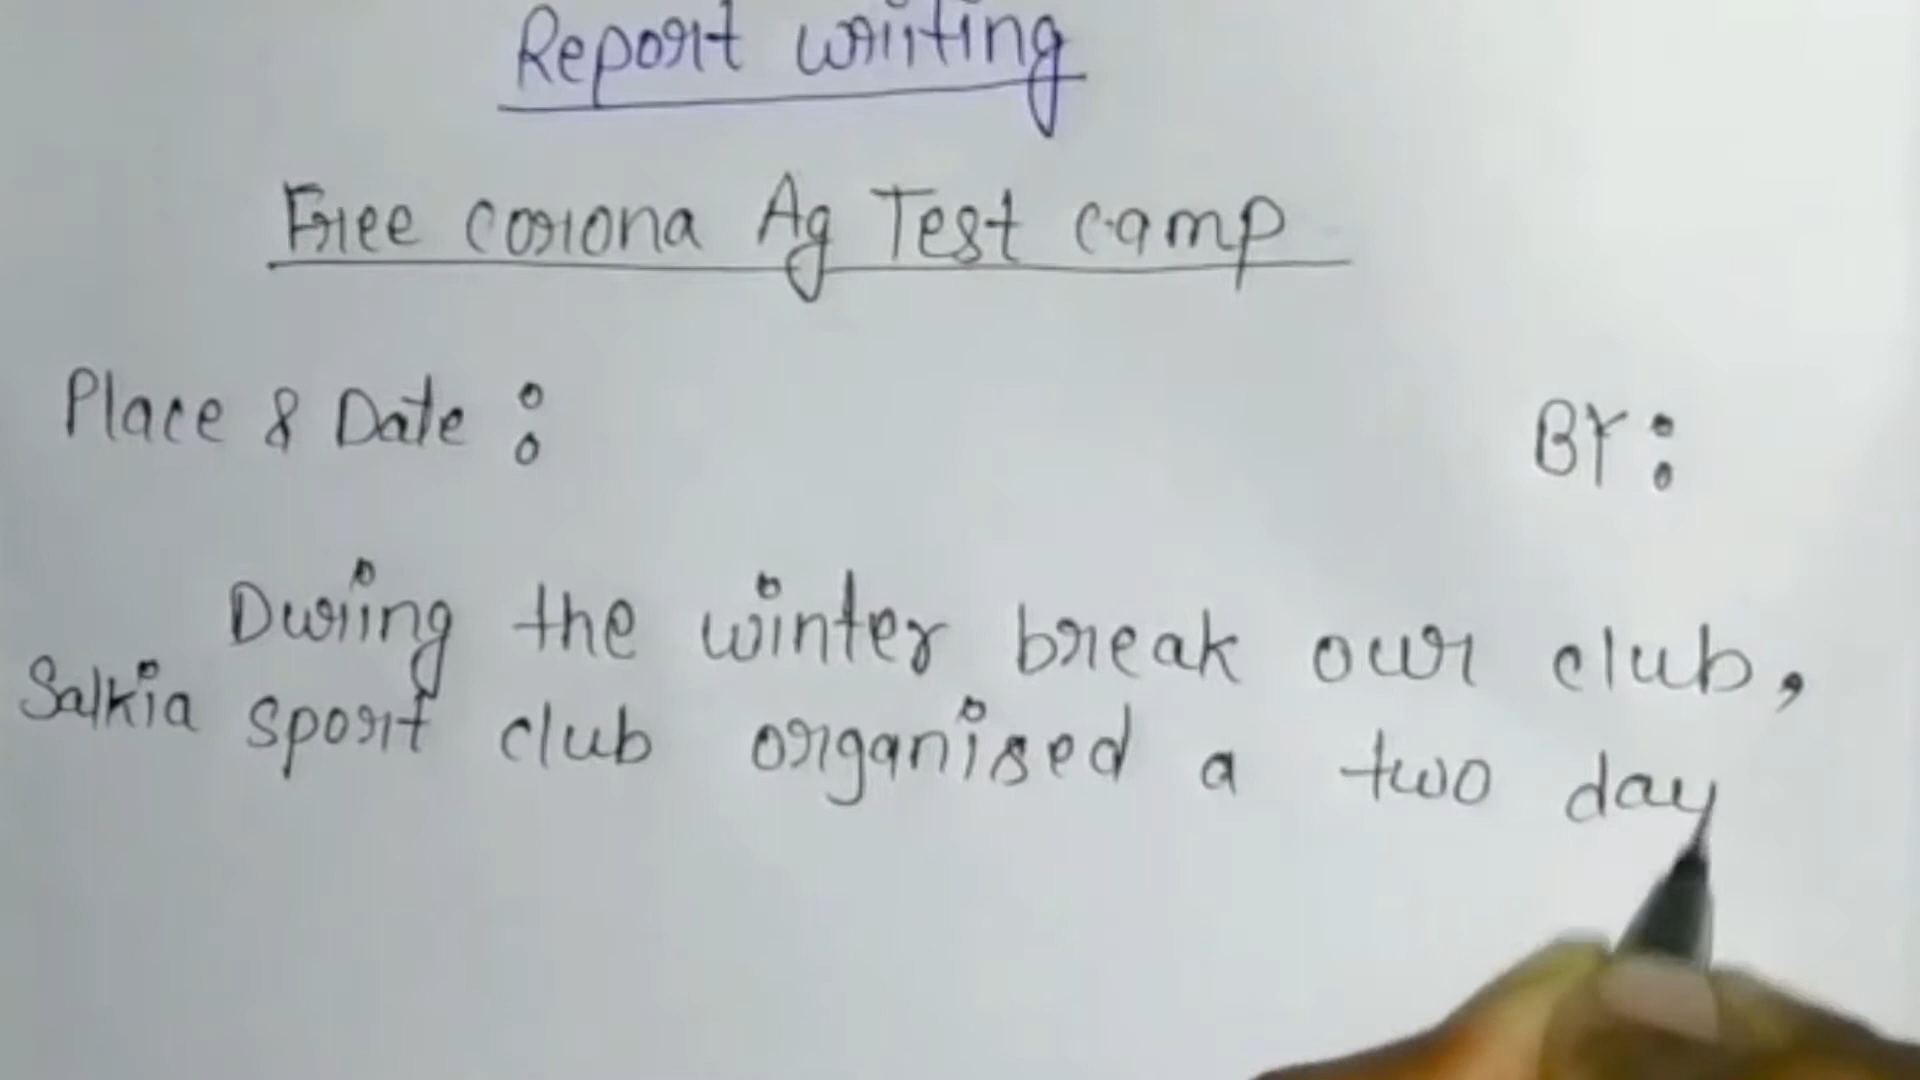 Report writing
Free corona Ag Test camp
Place & Date :
BY :
During the winter break our club,
Salkia sport club organised a two day